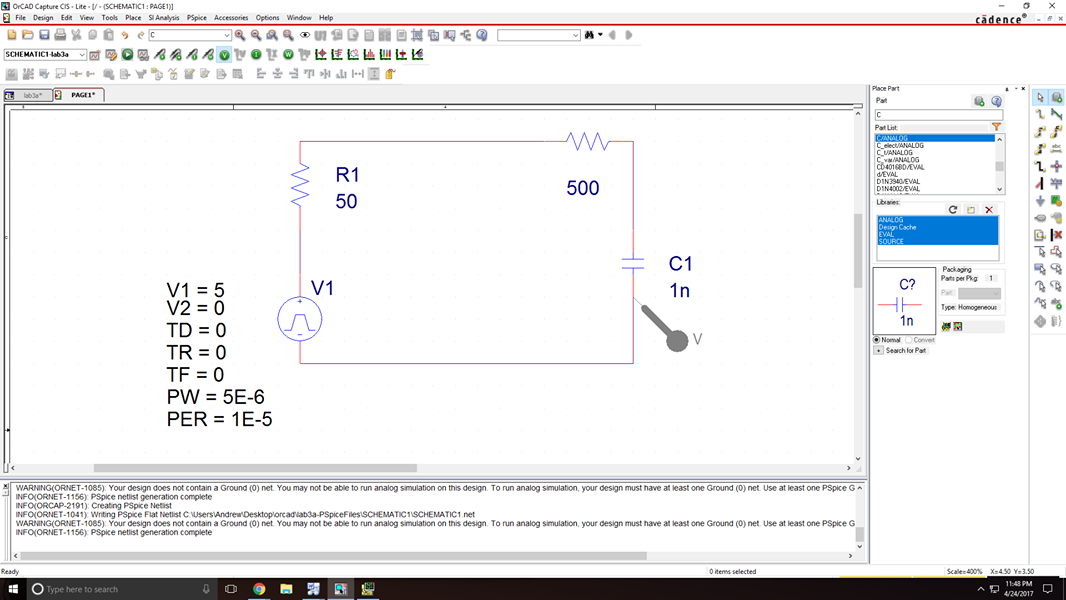 OrCAD Capture CIS - Lite - [/ - (SCHEMATIC1 : PAGE1)]
File Design Edit View Tools Place SI Analysis PSpice Accessories Options Window Help
cādence®
C
SCHEMATIC1-lab3a
lab3a*
PAGE1*
R1
50
500
C1
1n
V1
V
V1 = 5
V2 = 0
TD = 0
TR = 0
TF = 0
PW = 5E-6
PER = 1E-5
Place Part
Part
C
Part List:
C/ANALOG
C_elect/ANALOG
C_t/ANALOG
C_var/ANALOG
CD4016BD/EVAL
d/EVAL
D1N3940/EVAL
D1N4002/EVAL
Libraries:
ANALOG
Design Cache
EVAL
SOURCE
C?
1n
Packaging
Parts per Pkg: 1
Part:
Type: Homogeneous
Normal Convert
Search for Part
WARNING(ORNET-1085): Your design does not contain a Ground (0) net. You may not be able to run analog simulation on this design. To run analog simulation, your design must have at least one Ground (0) net. Use at least one PSpice G
INFO(ORNET-1156): PSpice netlist generation complete
INFO(ORCAP-2191): Creating PSpice Netlist
INFO(ORNET-1041): Writing PSpice Flat Netlist C:\Users\Andrew\Desktop\orcad\lab3a-PSpiceFiles\SCHEMATIC1\SCHEMATIC1.net
WARNING(ORNET-1085): Your design does not contain a Ground (0) net. You may not be able to run analog simulation on this design. To run analog simulation, your design must have at least one Ground (0) net. Use at least one PSpice G
INFO(ORNET-1156): PSpice netlist generation complete
Ready
0 items selected
Scale=400% X=4.50 Y=3.50
Type here to search
11:48 PM
4/24/2017